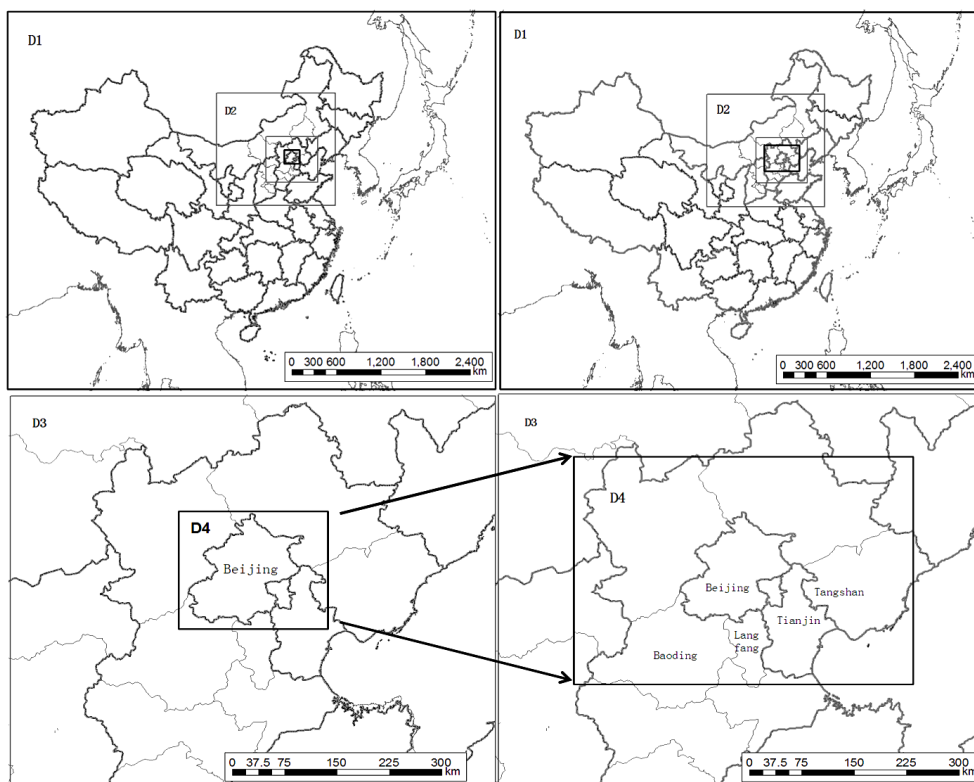 D1
D2
0 300 600 1,200 1,800 2,400
km
D1
D2
0 300 600 1,200 1,800 2,400
km
D3
D4
Beijing
0 37.5 75 150 225 300
km
D3
D4
Beijing
Tangshan
Tianjin
Lang
fang
Baoding
0 37.5 75 150 225 300
km